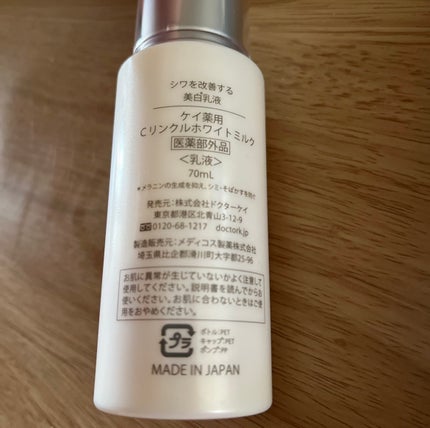 シワを改善する
美白*乳液
ケイ薬用
Cリンクルホワイトミルク
医薬部外品
<乳液>
70mL
*メラニンの生成を抑え、シミ・そばかすを防ぐ
発売元:株式会社ドクターケイ
東京都港区北青山3-12-9
0120-68-1217 doctork.jp
製造販売元:メディコス製薬株式会社
埼玉県比企郡滑川町大字都25-96
お肌に異常が生じていないかよく注意して
使用してください。説明書を読んでからお
使いください。お肌に合わないときはご使
用をおやめください。
プラ
ボトル:PET
キャップ:PET
ポンプ:PP
MADE IN JAPAN